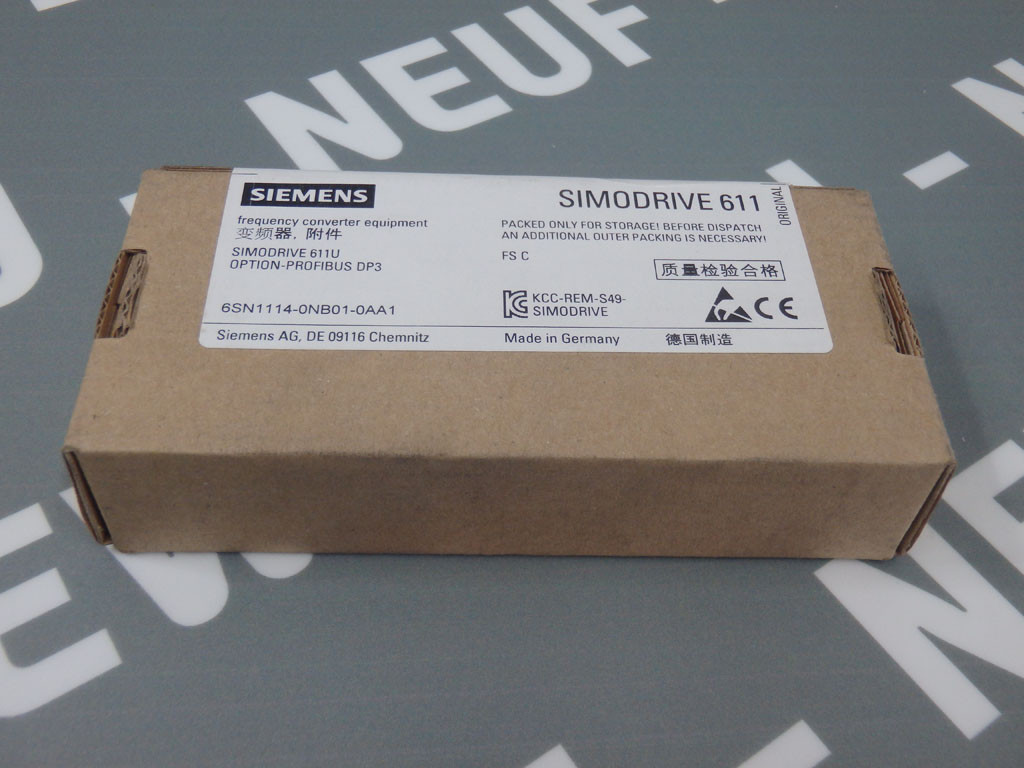 NEUF
SIEMENS
SIMODRIVE 611
ORIGINAL
frequency converter equipment
变频器, 附件
PACKED ONLY FOR STORAGE! BEFORE DISPATCH
AN ADDITIONAL OUTER PACKING IS NECESSARY!
SIMODRIVE 611U
OPTION-PROFIBUS DP3
FS C
质量检验合格
6SN1114-0NB01-0AA1
KCC-REM-S49-
SIMODRIVE
CE
Siemens AG, DE 09116 Chemnitz
Made in Germany
德国制造